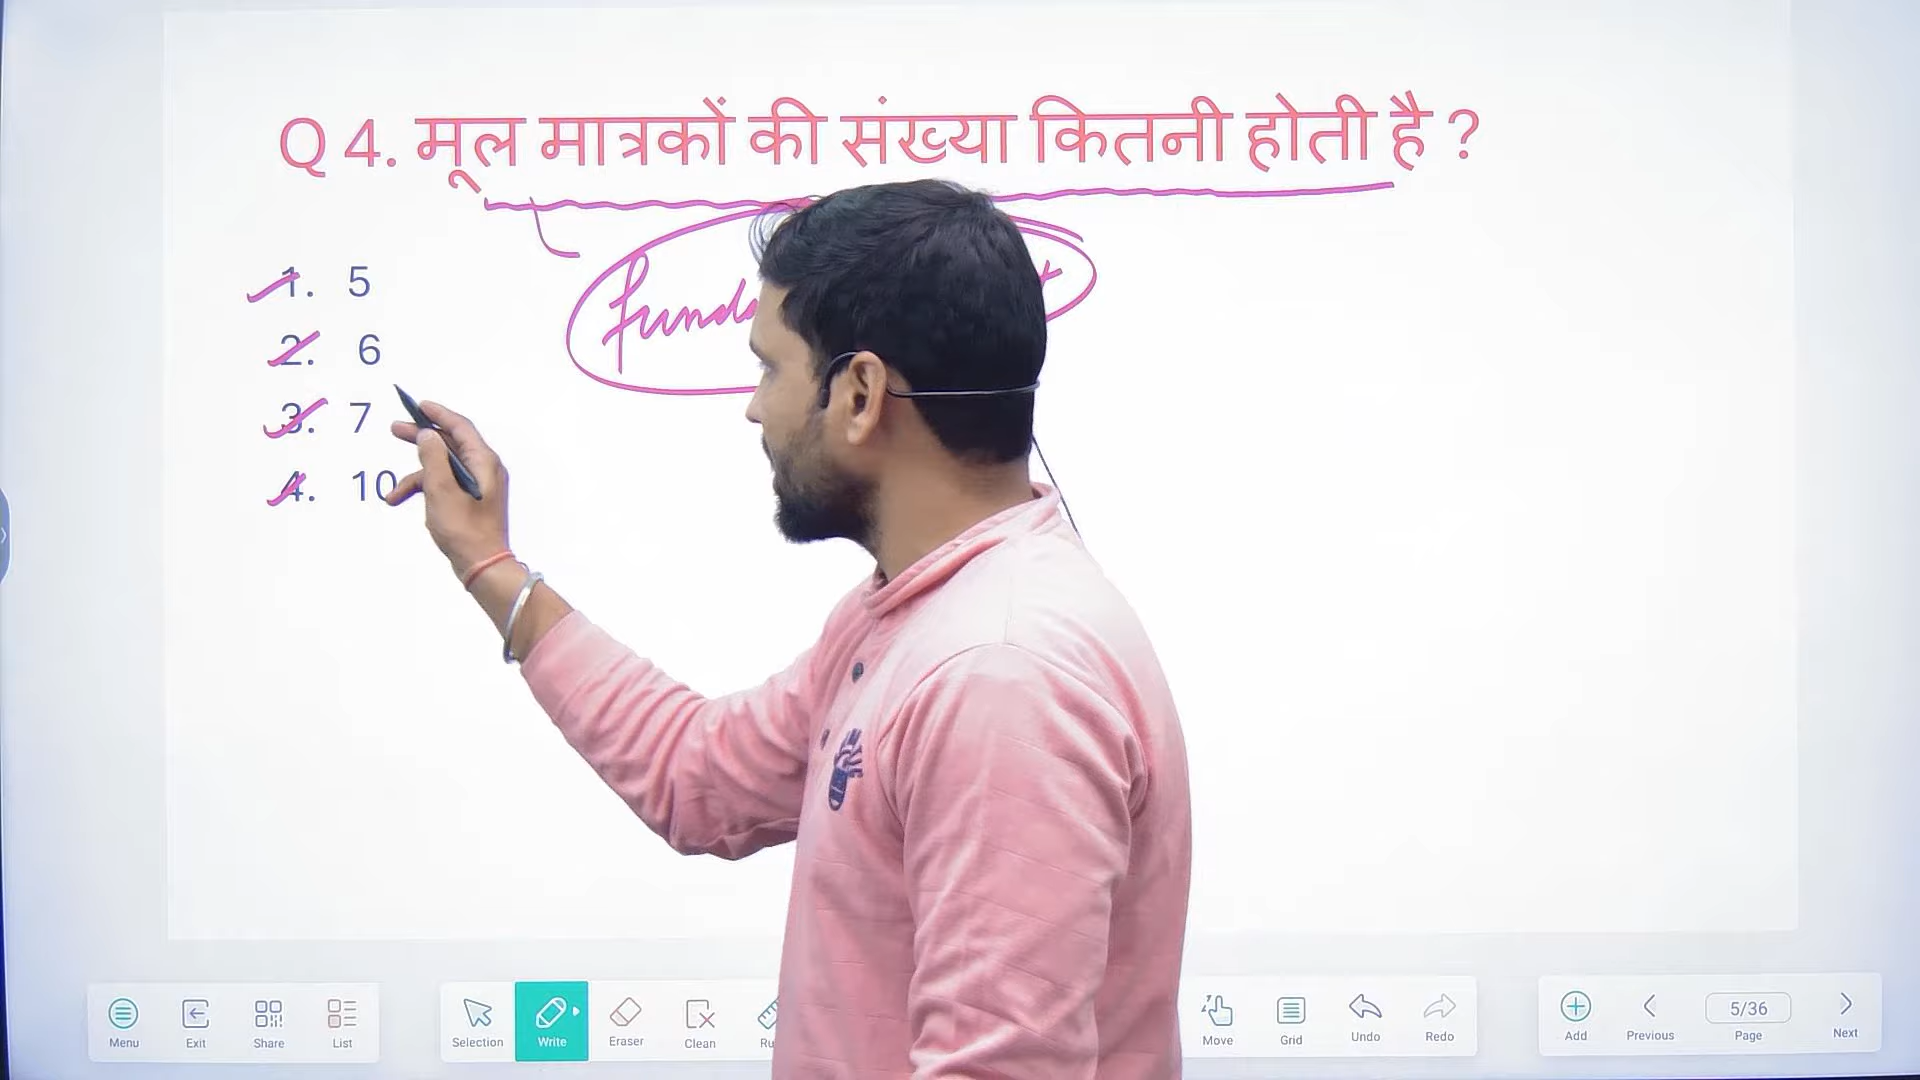 Q 4. मूल मात्रकों की संख्या कितनी होती है ?
1. 5
2. 6
3. 7
4. 10
Menu Exit Share List Selection Write Eraser Clean Move Grid Undo Redo Add Previous 5/36 Page Next